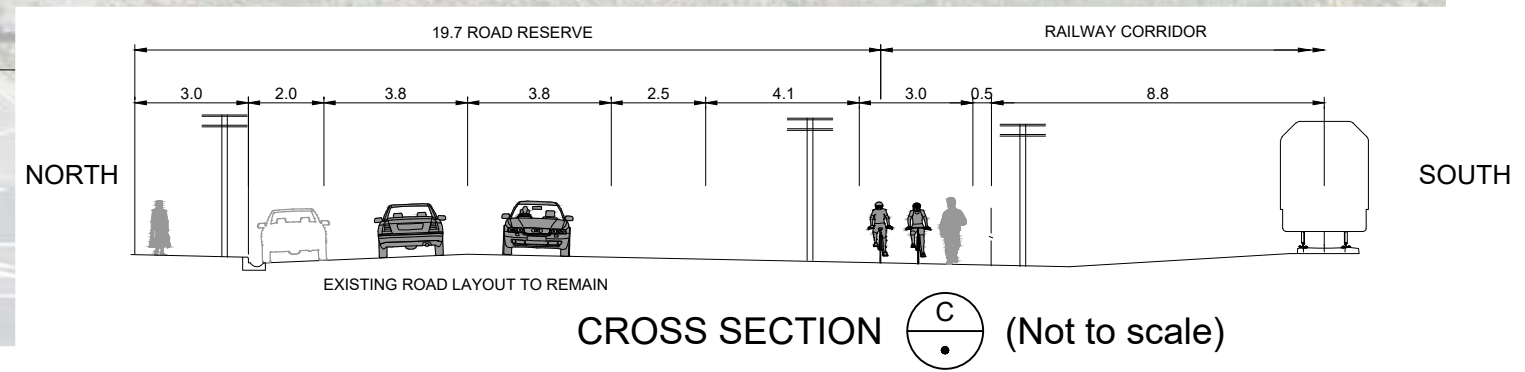 19.7 ROAD RESERVE RAILWAY CORRIDOR
3.0 2.0 3.8 3.8 2.5 4.1 3.0 0.5 8.8
NORTH SOUTH
EXISTING ROAD LAYOUT TO REMAIN
CROSS SECTION C (Not to scale)